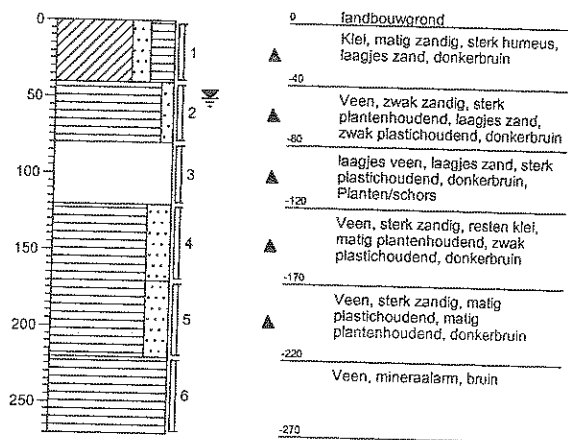 0
0 landbouwgrond
Klei, matig zandig, sterk humeus,
laagjes zand, donkerbruin
1
-40
50
2
Veen, zwak zandig, sterk
plantenhoudend, laagjes zand,
zwak plastichoudend, donkerbruin
-80
100
3
laagjes veen, laagjes zand, sterk
plastichoudend, donkerbruin,
Planten/schors
-120
150
4
Veen, sterk zandig, resten klei,
matig plantenhoudend, zwak
plastichoudend, donkerbruin
-170
200
5
Veen, sterk zandig, matig
plastichoudend, matig
plantenhoudend, donkerbruin
-220
250
6
Veen, mineraalarm, bruin
-270